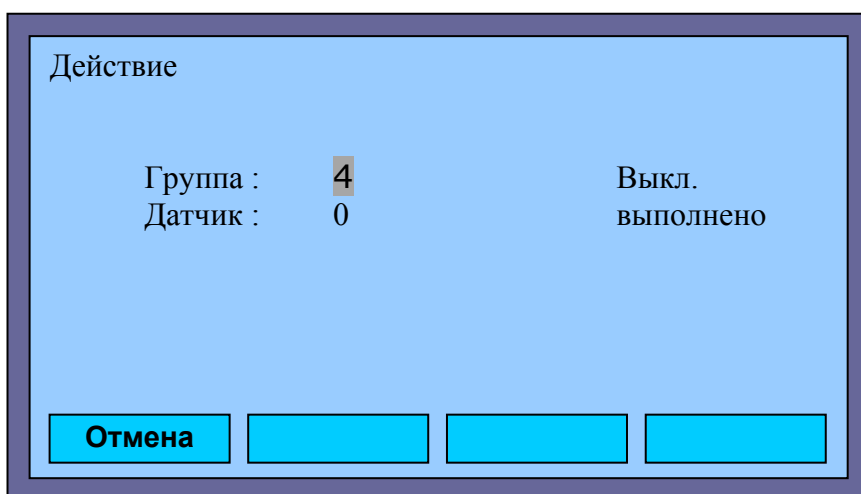 Действие
Группа : 4 Выкл.
Датчик : 0 выполнено
Отмена